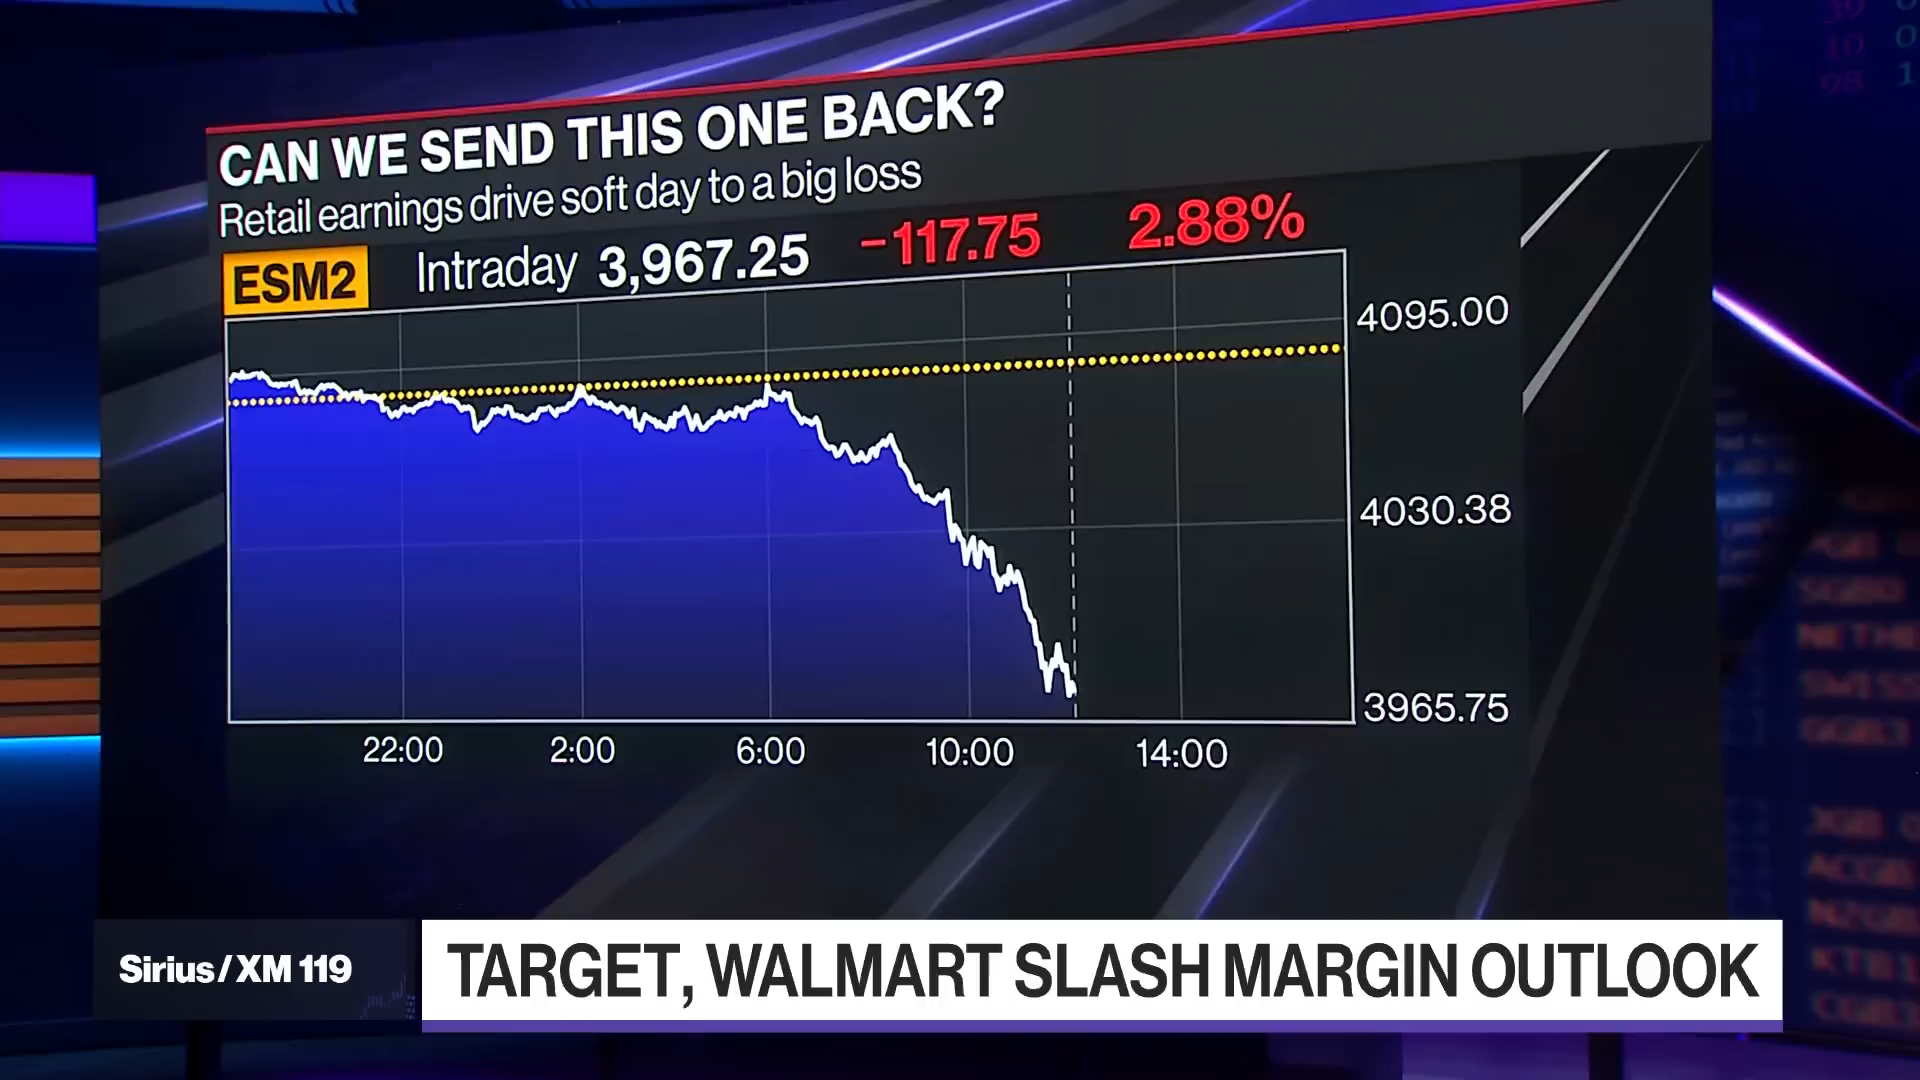 CAN WE SEND THIS ONE BACK?
Retail earnings drive soft day to a big loss
ESM2 Intraday 3,967.25 -117.75 2.88%
4095.00
4030.38
3965.75
22:00 2:00 6:00 10:00 14:00
Sirius/XM 119
TARGET, WALMART SLASH MARGIN OUTLOOK